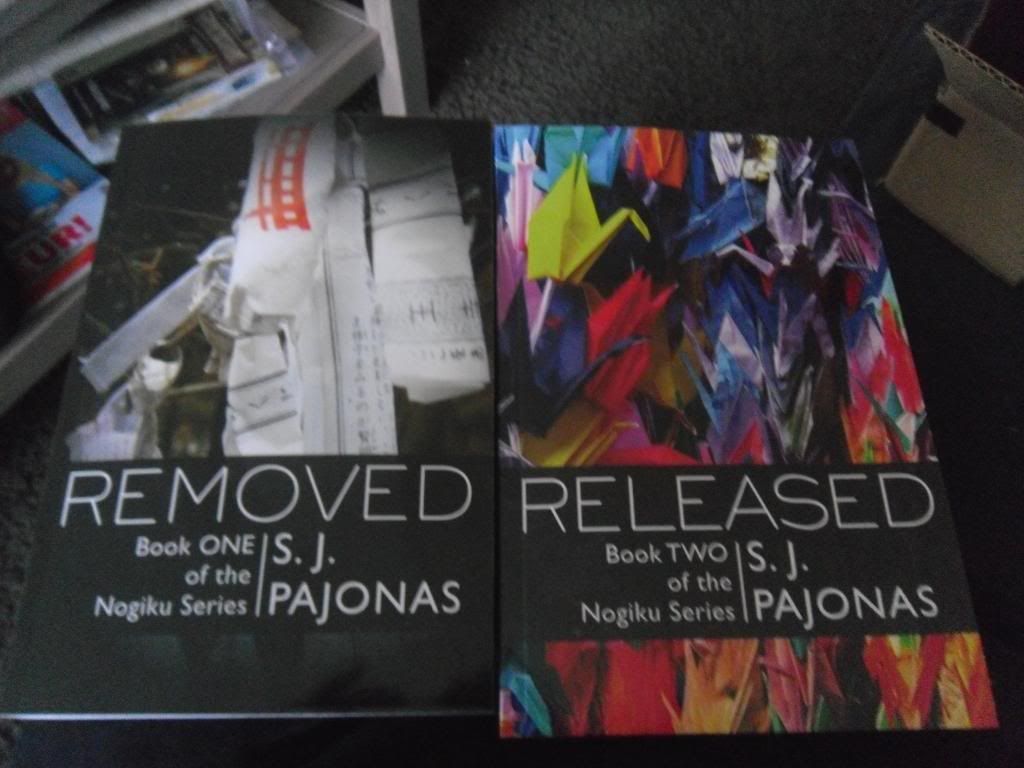 REMOVED
Book ONE
of the
Nogiku Series
S. J.
PAJONAS
RELEASED
Book TWO
of the
Nogiku Series
S. J.
PAJONAS